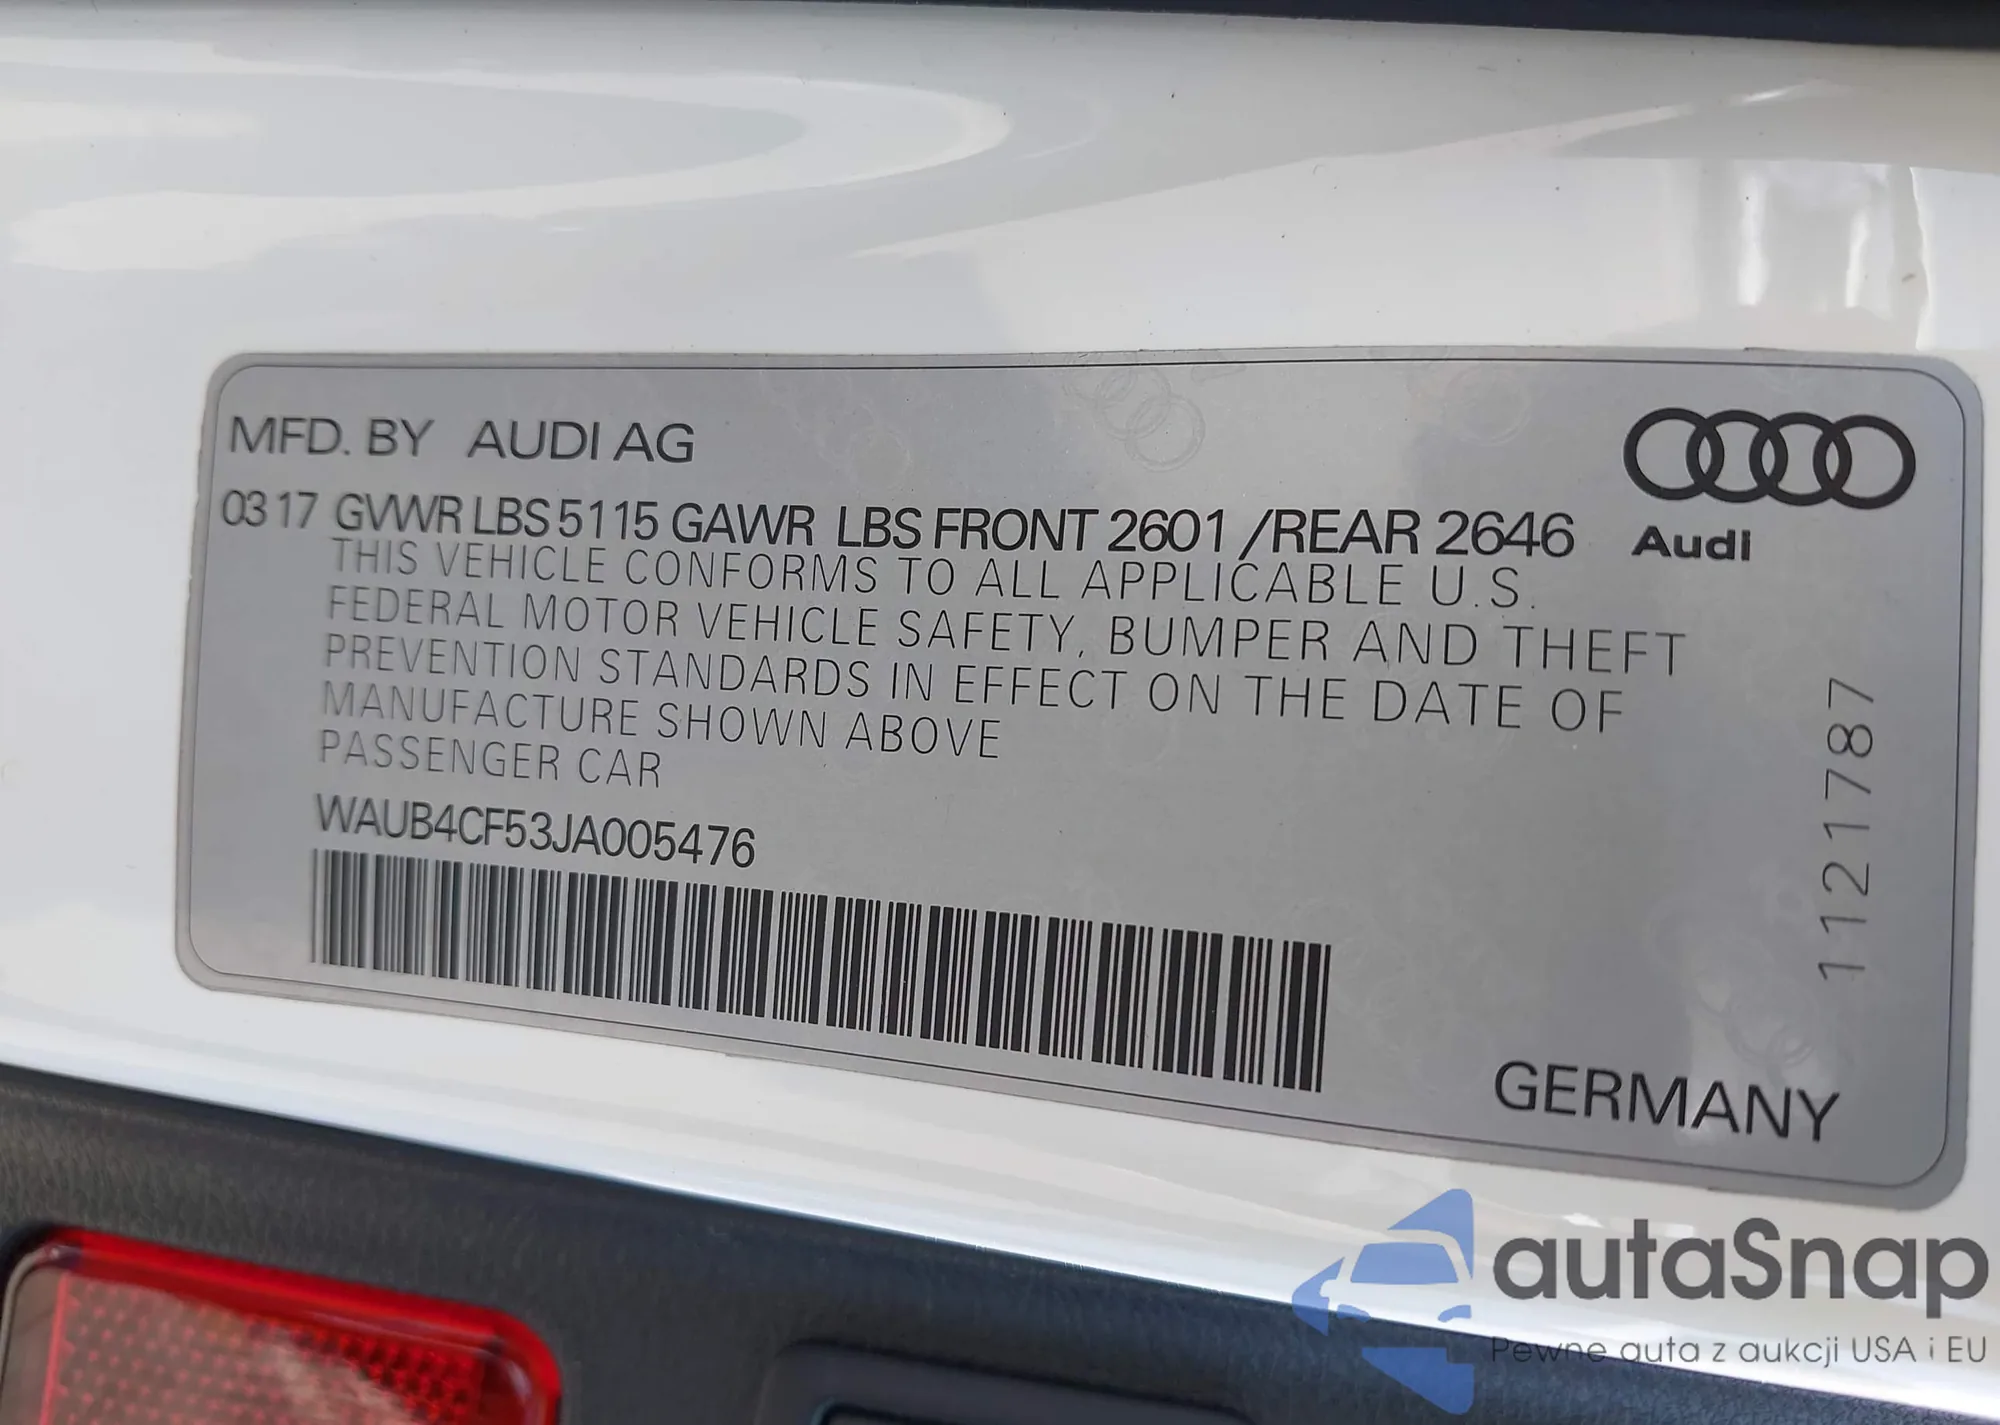 MFD. BY AUDI AG
03 17 GVWR LBS 5115 GAWR LBS FRONT 2601 /REAR 2646
Audi
THIS VEHICLE CONFORMS TO ALL APPLICABLE U.S.
FEDERAL MOTOR VEHICLE SAFETY, BUMPER AND THEFT
PREVENTION STANDARDS IN EFFECT ON THE DATE OF
MANUFACTURE SHOWN ABOVE
PASSENGER CAR
WAUB4CF53JA005476
1121787
GERMANY
autaSnap
Pewne auta z aukcji USA i EU